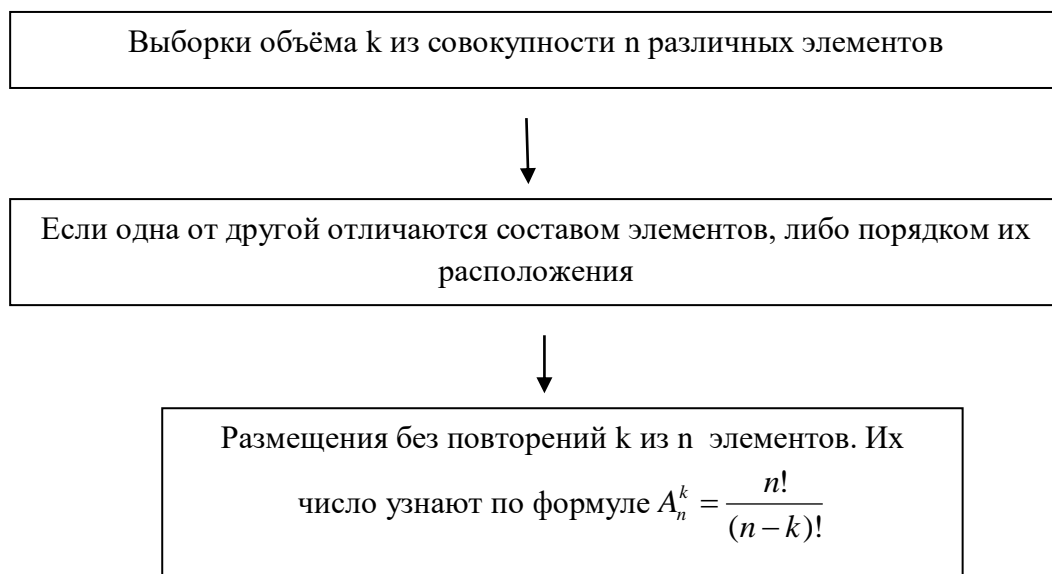 Выборки объёма k из совокупности n различных элементов
Если одна от другой отличаются составом элементов, либо порядком их
расположения
Размещения без повторений k из n элементов. Их
число узнают по формуле $A_n^k = \frac{n!}{(n-k)!}$